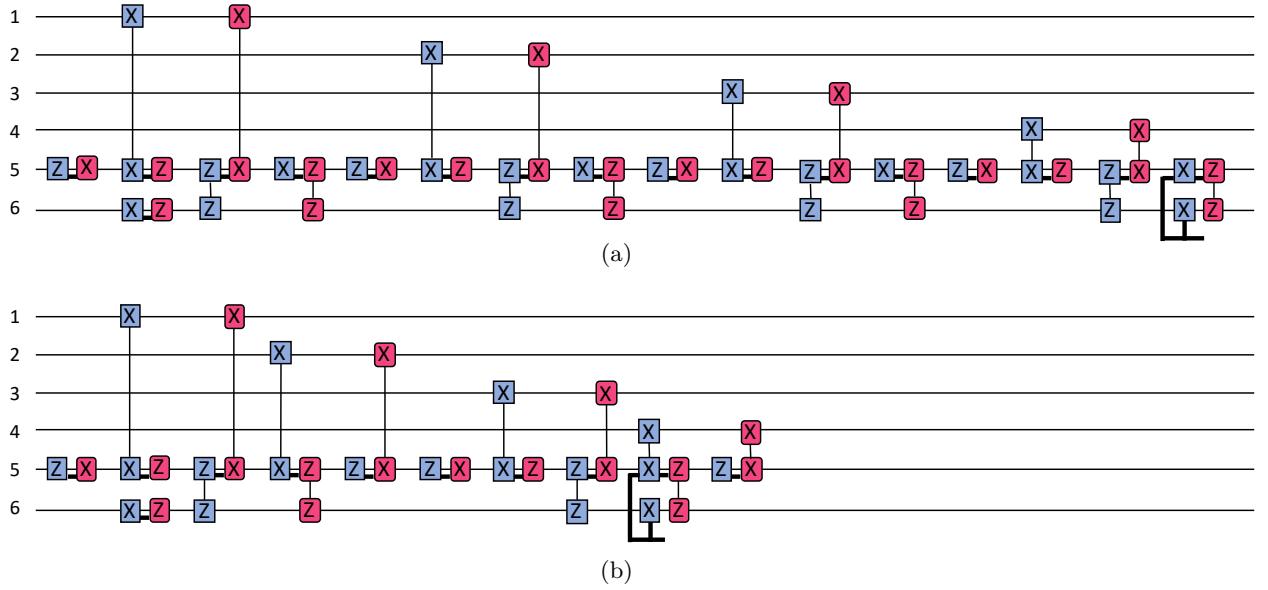 1 X X
2 X X
3 X X
4 X X
5 Z X X Z Z X X Z Z X X Z Z X X Z Z X X Z Z X X Z Z X X Z Z X X Z
6 X Z Z Z Z Z Z Z Z X Z
(a)
1 X X
2 X X
3 X X
4 X X
5 Z X X Z Z X X Z Z X Z X X Z Z X X Z Z X
6 X Z Z Z Z X Z
(b)